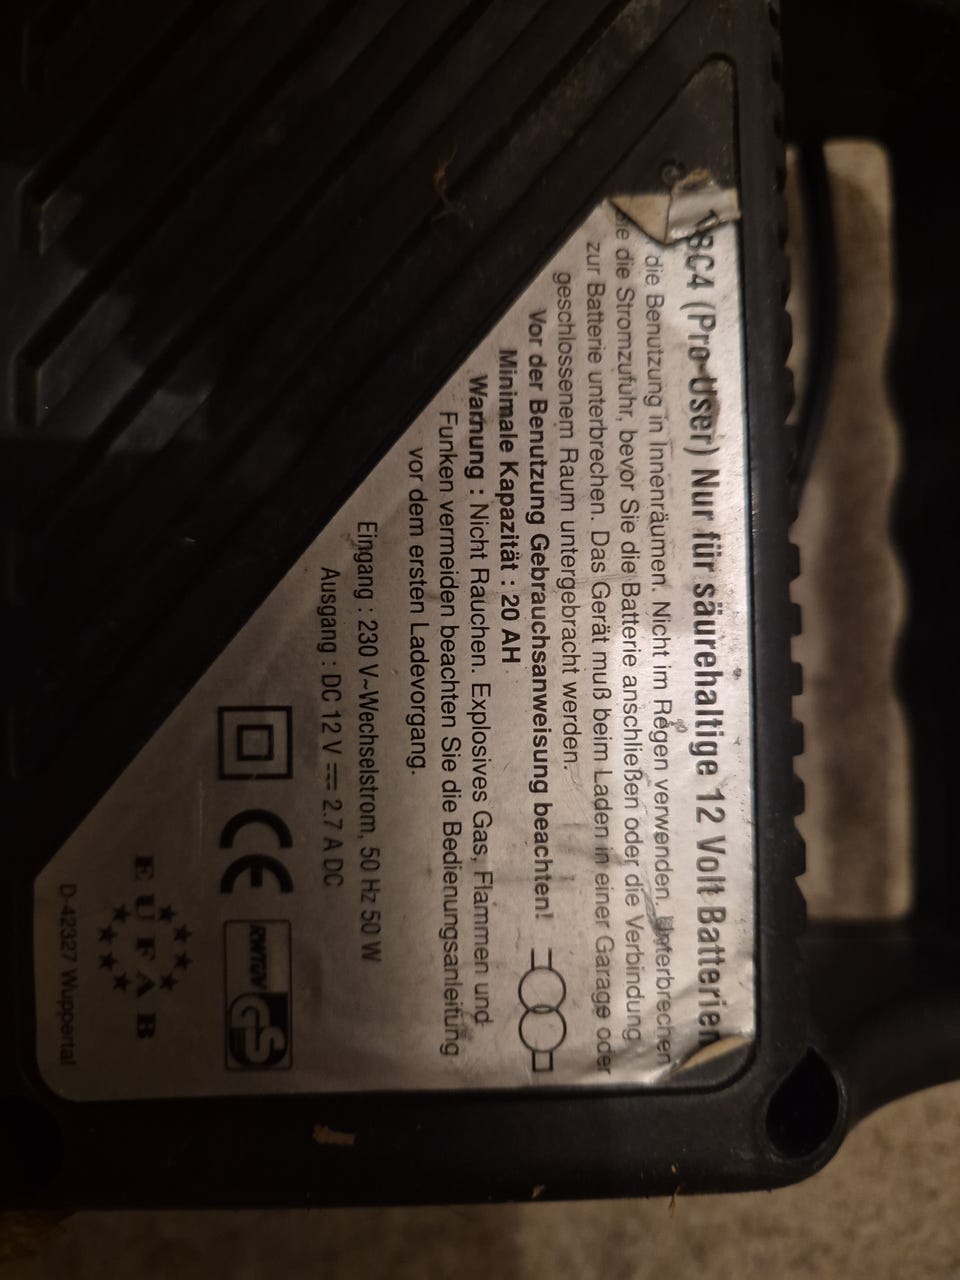 (Pro-User) Nur für säurehaltige 12 Volt Batterien
die Benutzung in Innenräumen. Nicht im Regen verwenden. Unterbrechen
die Stromzufuhr, bevor Sie die Batterie anschließen oder die Verbindung
zur Batterie unterbrechen. Das Gerät muß beim Laden in einer Garage oder
geschlossenem Raum untergebracht werden.
Vor der Benutzung Gebrauchsanweisung beachten!
Minimale Kapazität : 20 AH
Warnung : Nicht Rauchen. Explosives Gas, Flammen und
Funken vermeiden beachten Sie die Bedienungsanleitung
vor dem ersten Ladevorgang.
Eingang : 230 V~Wechselstrom, 50 Hz 50 W
Ausgang : DC 12 V ⎓ 2.7 A DC
CE
RWTÜV GS
EUFAB
D-42327 Wuppertal